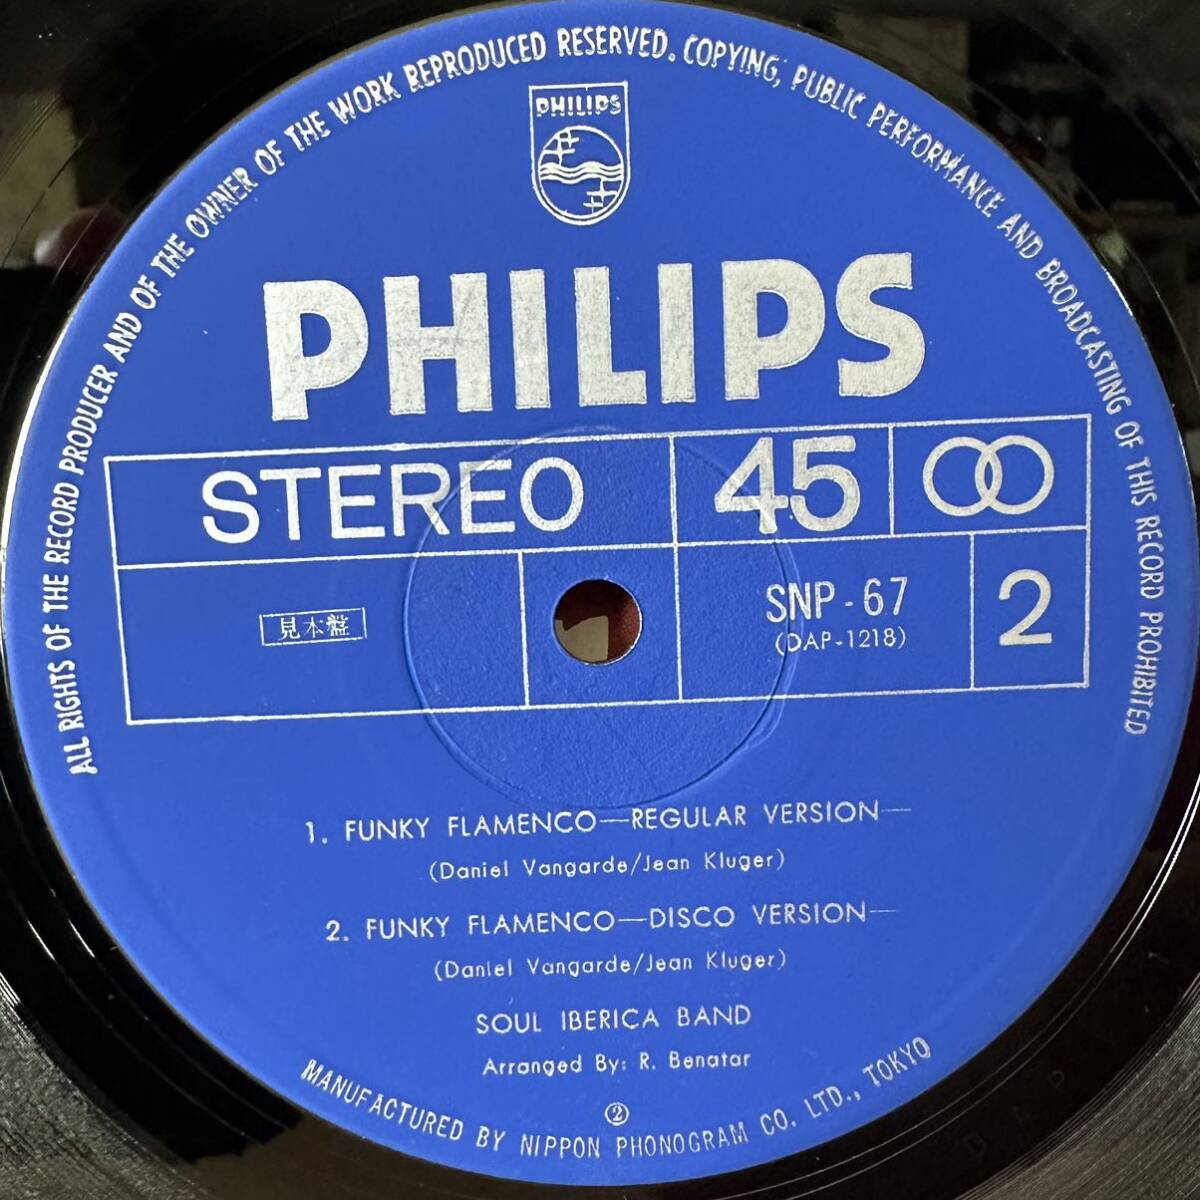 ALL RIGHTS OF THE RECORD PRODUCER AND OF THE OWNER OF THE WORK REPRODUCED RESERVED. COPYING, PUBLIC PERFORMANCE AND BROADCASTING OF THIS RECORD PROHIBITED
PHILIPS
PHILIPS
STEREO 45
見本盤 SNP-67 2
(DAP-1218)
1. FUNKY FLAMENCO—REGULAR VERSION—
(Daniel Vangarde/Jean Kluger)
2. FUNKY FLAMENCO—DISCO VERSION—
(Daniel Vangarde/Jean Kluger)
SOUL IBERICA BAND
Arranged By: R. Benatar
②
MANUFACTURED BY NIPPON PHONOGRAM CO. LTD., TOKYO